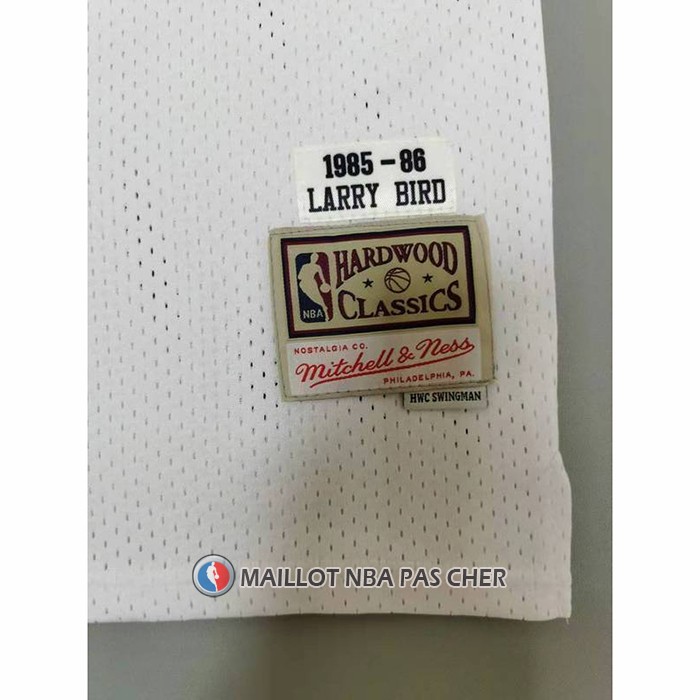 1985 - 86
LARRY BIRD
HARDWOOD
CLASSICS
NBA
NOSTALGIA CO.
Mitchell & Ness
PHILADELPHIA, PA.
HWC SWINGMAN
MAILLOT NBA PAS CHER